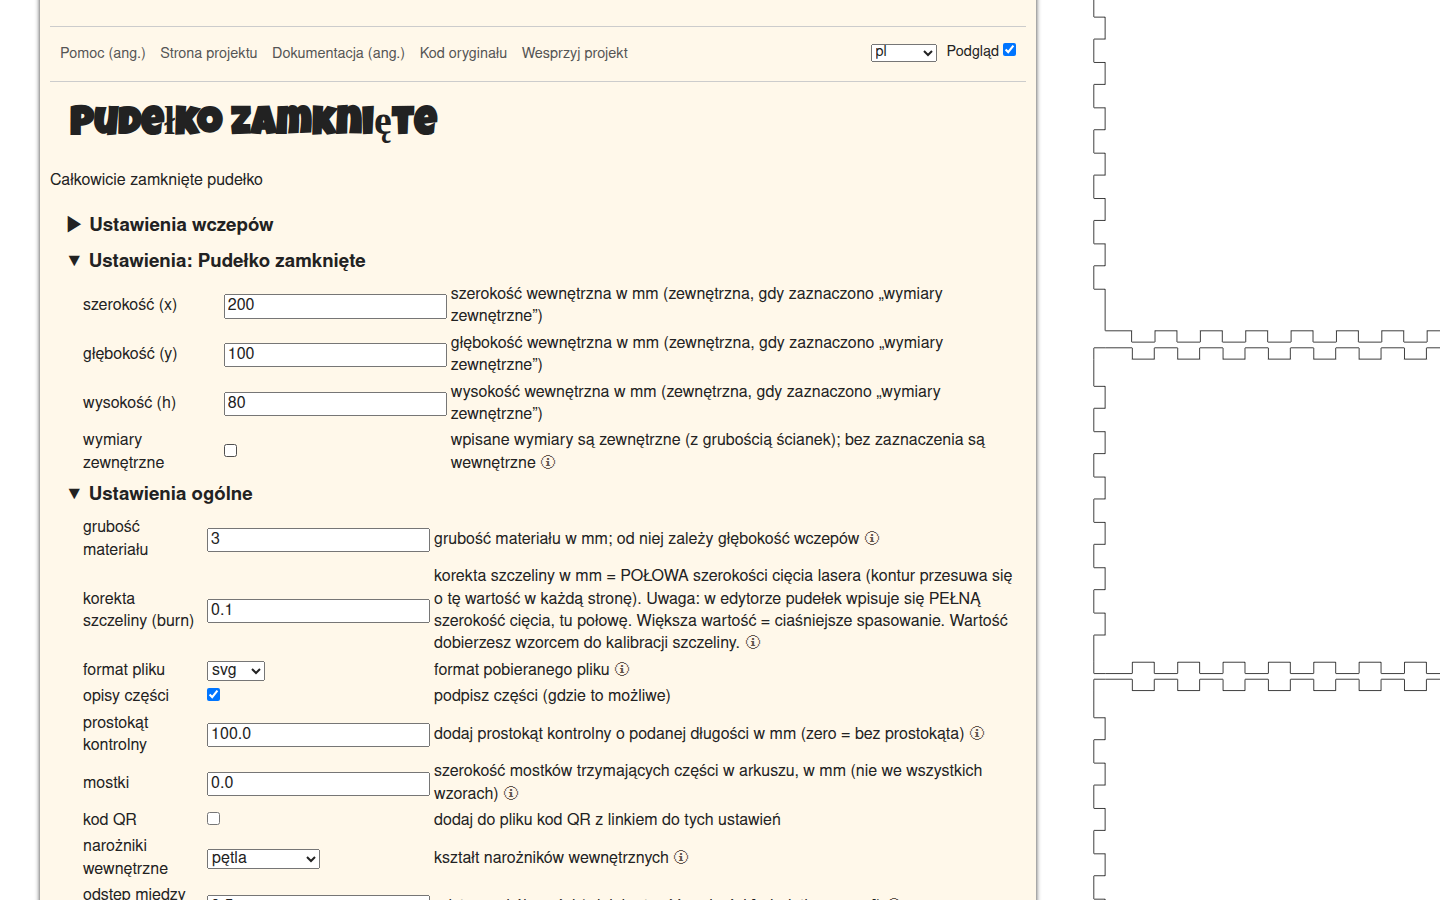 Pomoc (ang.) Strona projektu Dokumentacja (ang.) Kod oryginału Wesprzyj projekt pl Podgląd
Pudełko zamknięte
Całkowicie zamknięte pudełko
Ustawienia wczepów
Ustawienia: Pudełko zamknięte
szerokość (x) 200 szerokość wewnętrzna w mm (zewnętrzna, gdy zaznaczono „wymiary
zewnętrzne”)
głębokość (y) 100 głębokość wewnętrzna w mm (zewnętrzna, gdy zaznaczono „wymiary
zewnętrzne”)
wysokość (h) 80 wysokość wewnętrzna w mm (zewnętrzna, gdy zaznaczono „wymiary
zewnętrzne”)
wymiary
zewnętrzne
wpisane wymiary są zewnętrzne (z grubością ścianek); bez zaznaczenia są
wewnętrzne ⓘ
Ustawienia ogólne
grubość
materiału
3 grubość materiału w mm; od niej zależy głębokość wczepów ⓘ
korekta
szczeliny (burn)
0.1
korekta szczeliny w mm = POŁOWA szerokości cięcia lasera (kontur przesuwa się
o tę wartość w każdą stronę). Uwaga: w edytorze pudełek wpisuje się PEŁNĄ
szerokość cięcia, tu połowę. Większa wartość = ciaśniejsze spasowanie. Wartość
dobierzesz wzorcem do kalibracji szczeliny. ⓘ
format pliku svg format pobieranego pliku ⓘ
opisy części podpisz części (gdzie to możliwe)
prostokąt
kontrolny
100.0 dodaj prostokąt kontrolny o podanej długości w mm (zero = bez prostokąta) ⓘ
mostki 0.0 szerokość mostków trzymających części w arkuszu, w mm (nie we wszystkich
wzorach) ⓘ
kod QR dodaj do pliku kod QR z linkiem do tych ustawień
narożniki
wewnętrzne
pętla kształt narożników wewnętrznych ⓘ
odstęp między